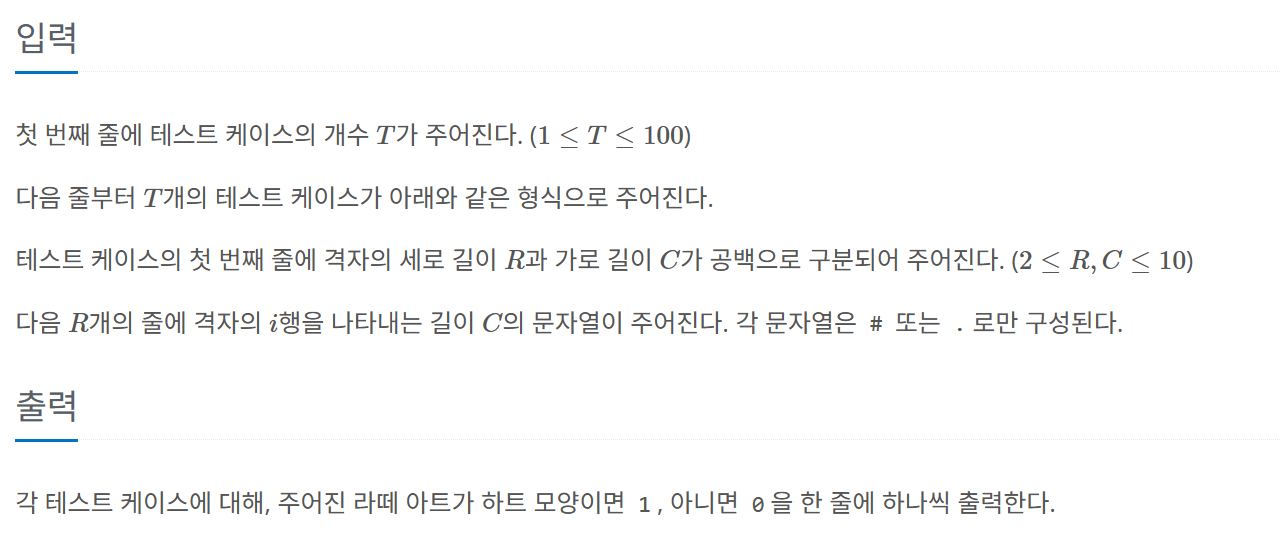 입력
첫 번째 줄에 테스트 케이스의 개수 T가 주어진다. (1 ≤ T ≤ 100)
다음 줄부터 T개의 테스트 케이스가 아래와 같은 형식으로 주어진다.
테스트 케이스의 첫 번째 줄에 격자의 세로 길이 R과 가로 길이 C가 공백으로 구분되어 주어진다. (2 ≤ R, C ≤ 10)
다음 R개의 줄에 격자의 i행을 나타내는 길이 C의 문자열이 주어진다. 각 문자열은 # 또는 . 로만 구성된다.
출력
각 테스트 케이스에 대해, 주어진 라떼 아트가 하트 모양이면 1 , 아니면 0 을 한 줄에 하나씩 출력한다.